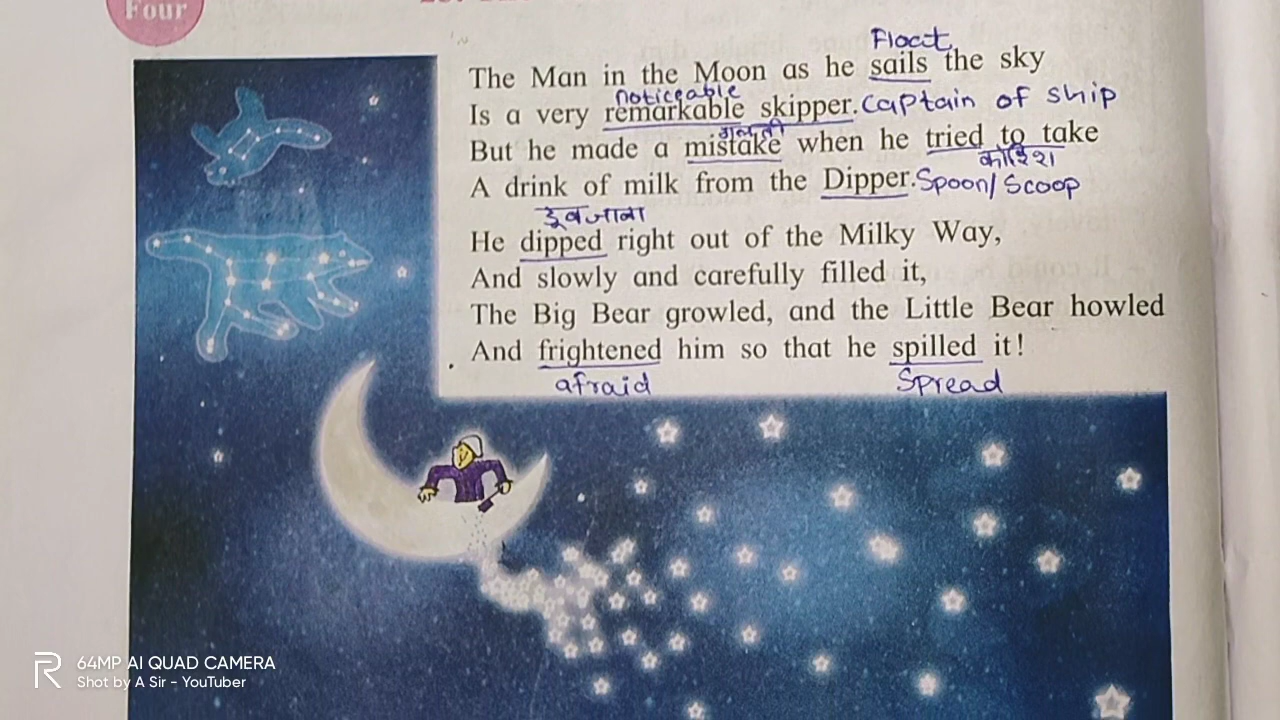 Four
Float
The Man in the Moon as he sails the sky
noticeable
Is a very remarkable skipper. Captain of ship
गलती
But he made a mistake when he tried to take
कोशिश
A drink of milk from the Dipper. Spoon/Scoop
डूब जाना
He dipped right out of the Milky Way,
And slowly and carefully filled it,
The Big Bear growled, and the Little Bear howled
And frightened him so that he spilled it!
afraid Spread
64MP AI QUAD CAMERA
Shot by A Sir - YouTuber